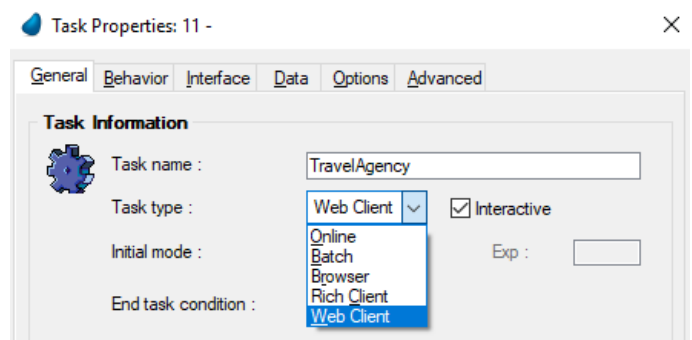 Task Properties: 11 -
General Behavior Interface Data Options Advanced
Task Information
Task name : TravelAgency
Task type : Web Client Interactive
Online
Initial mode : Exp :
Batch
Browser
Rich Client
End task condition :
Web Client